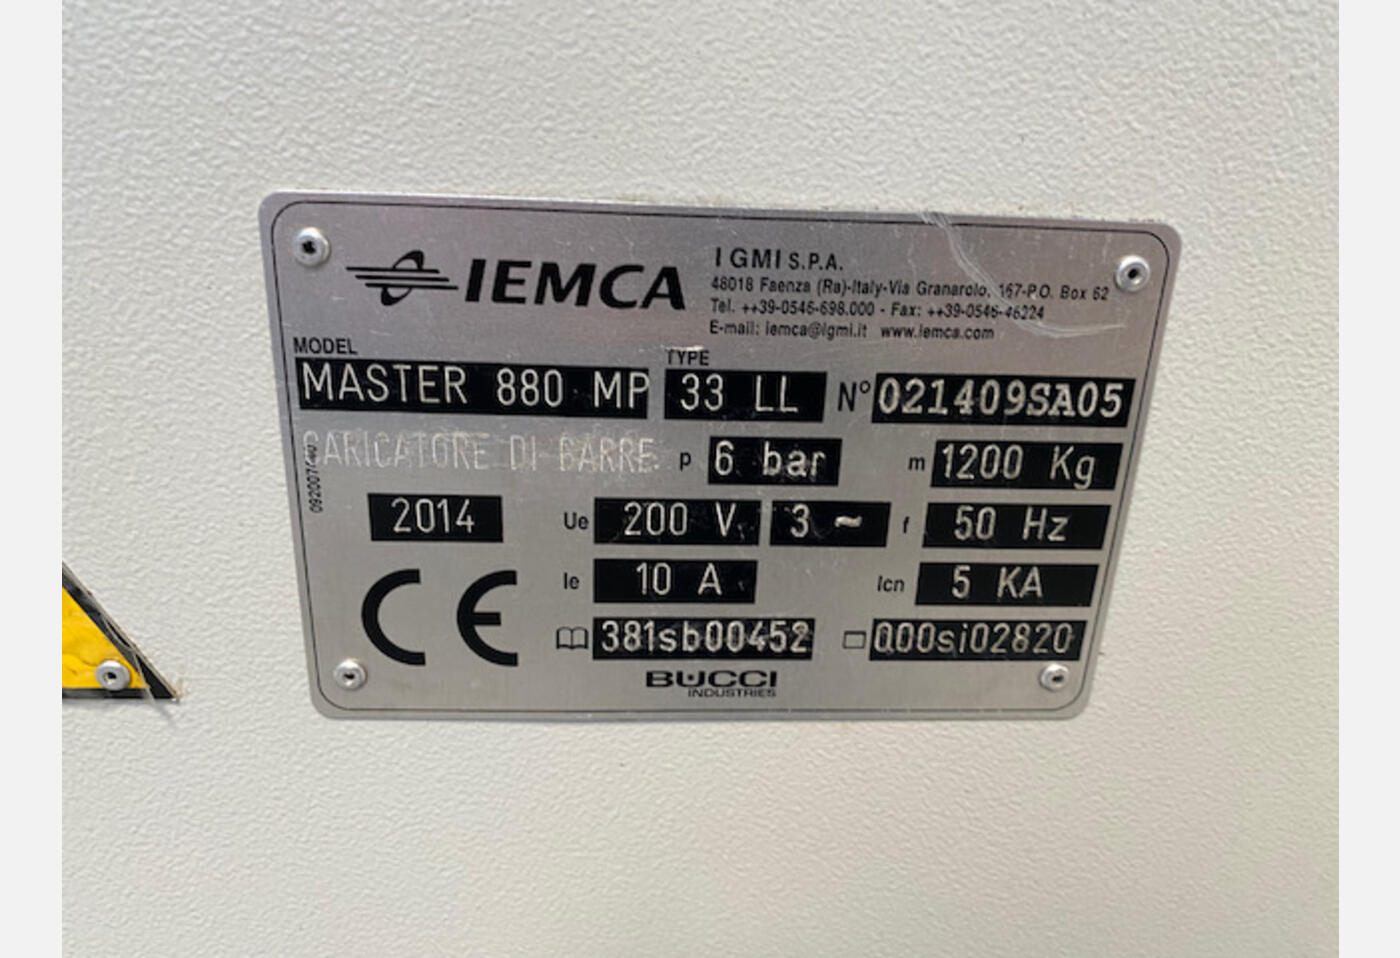 IEMCA
IGMI S.P.A.
48018 Faenza (Ra)-Italy-Via Granarolo, 167-P.O. Box 62
Tel. ++39-0546-698.000 - Fax: ++39-0546-46224
E-mail: iemca@igmi.it www.iemca.com
MODEL TYPE
MASTER 880 MP 33 LL N° 021409SA05
CARICATORE DI BARRE p 6 bar m 1200 Kg
2014 Ue 200 V 3 ~ f 50 Hz
Ie 10 A Icn 5 KA
CE
381sb00452 000si02820
BUCCI
INDUSTRIES